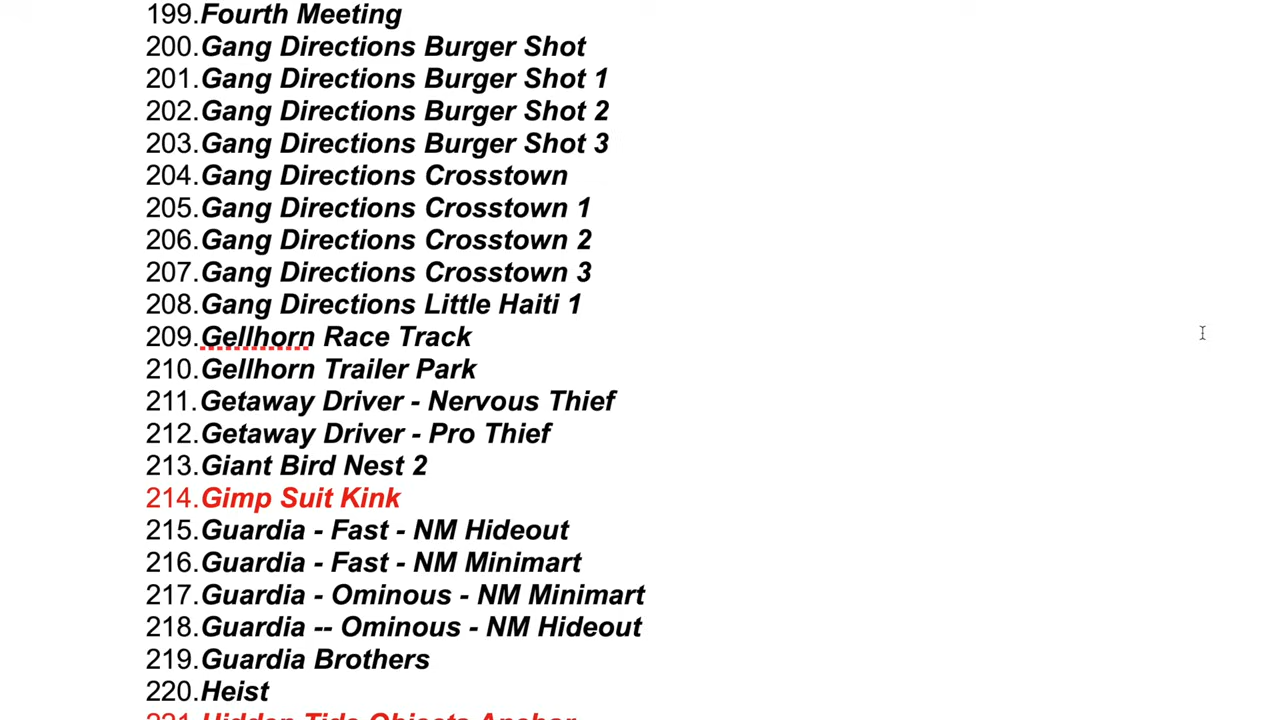 199.Fourth Meeting
200.Gang Directions Burger Shot
201.Gang Directions Burger Shot 1
202.Gang Directions Burger Shot 2
203.Gang Directions Burger Shot 3
204.Gang Directions Crosstown
205.Gang Directions Crosstown 1
206.Gang Directions Crosstown 2
207.Gang Directions Crosstown 3
208.Gang Directions Little Haiti 1
209.Gellhorn Race Track
210.Gellhorn Trailer Park
211.Getaway Driver - Nervous Thief
212.Getaway Driver - Pro Thief
213.Giant Bird Nest 2
214.Gimp Suit Kink
215.Guardia - Fast - NM Hideout
216.Guardia - Fast - NM Minimart
217.Guardia - Ominous - NM Minimart
218.Guardia -- Ominous - NM Hideout
219.Guardia Brothers
220.Heist
221.Hidden Tide Objects Anchor